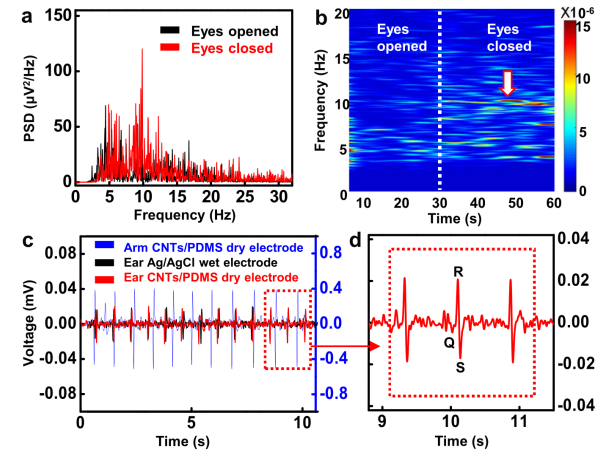 a
Eyes opened
Eyes closed
PSD (μV²/Hz)
150
100
50
0
0 5 10 15 20 25 30
Frequency (Hz)
b
Eyes opened
Eyes closed
Frequency (Hz)
20
15
10
5
0
10 20 30 40 50 60
Time (s)
X10⁻⁶
15
10
5
0
c
Arm CNTs/PDMS dry electrode
Ear Ag/AgCl wet electrode
Ear CNTs/PDMS dry electrode
Voltage (mV)
0.08
0.04
0.00
-0.04
-0.08
0.8
0.4
0.0
-0.4
-0.8
0 5 10
Time (s)
d
R
Q
S
0.04
0.02
0.00
-0.02
-0.04
9 10 11
Time (s)